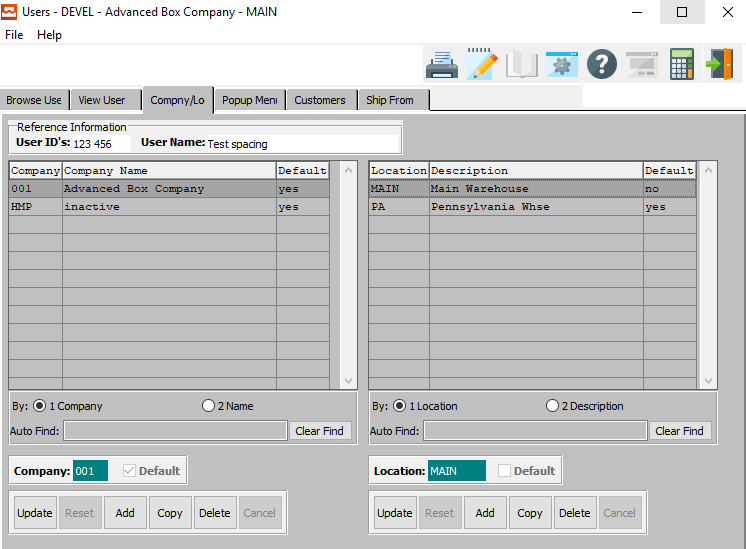 Users - DEVEL - Advanced Box Company - MAIN
File Help
Browse Use View User Compny/Lo Popup Menu Customers Ship From
Reference Information
User ID's: 123 456 User Name: Test spacing
Company Company Name Default Location Description Default
001 Advanced Box Company yes MAIN Main Warehouse no
HMP inactive yes PA Pennsylvania Whse yes
By: 1 Company 2 Name By: 1 Location 2 Description
Auto Find: Clear Find Auto Find: Clear Find
Company: 001 Default Location: MAIN Default
Update Reset Add Copy Delete Cancel Update Reset Add Copy Delete Cancel